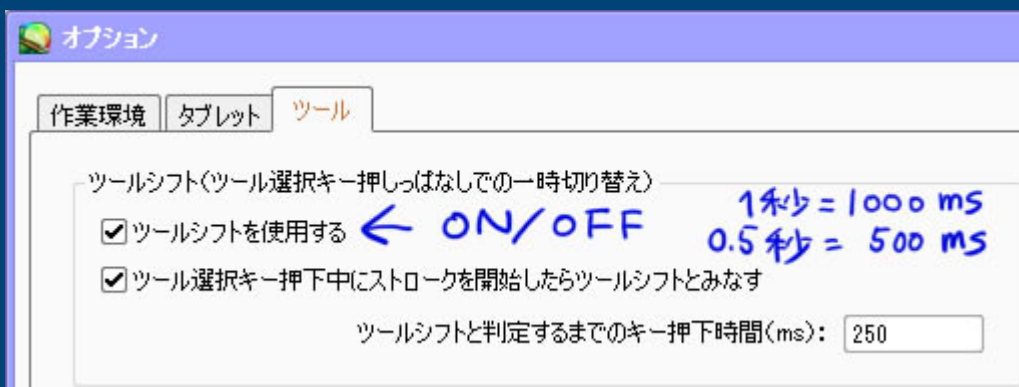 オプション
作業環境 タブレット ツール
ツールシフト(ツール選択キー押しっぱなしでの一時切り替え)
1秒=1000 ms
ツールシフトを使用する ← ON/OFF
0.5秒= 500 ms
ツール選択キー押下中にストロークを開始したらツールシフトとみなす
ツールシフトと判定するまでのキー押下時間(ms): 250